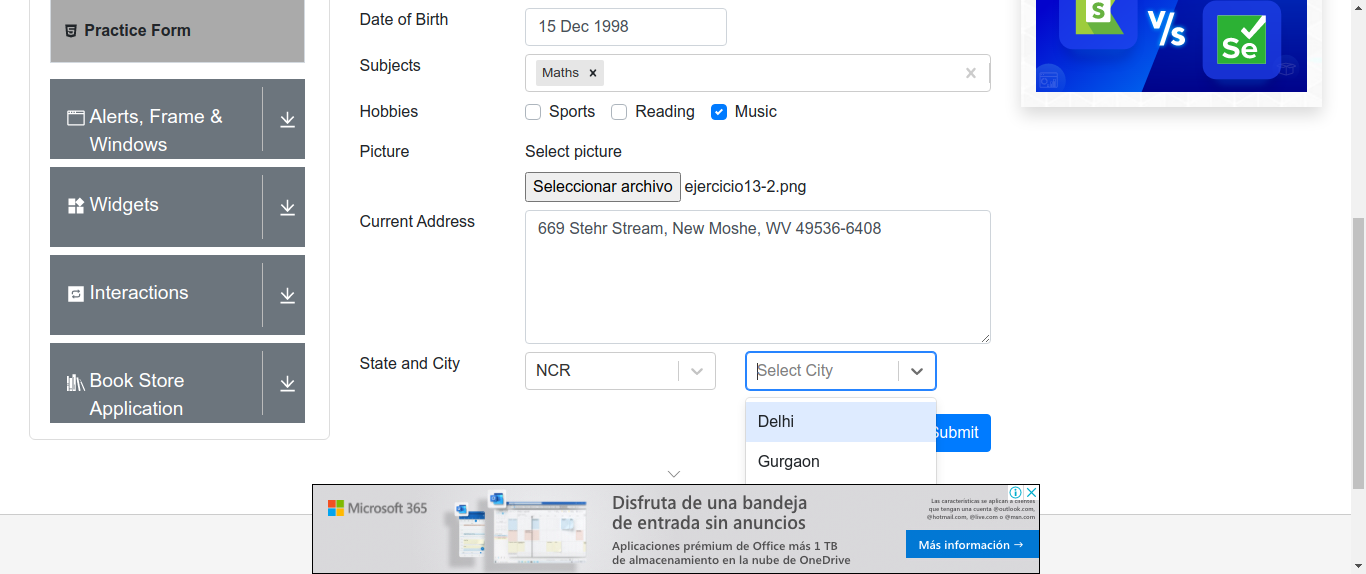 Practice Form
Alerts, Frame &
Windows
Widgets
Interactions
Book Store
Application
Date of Birth
15 Dec 1998
Subjects
Maths
Hobbies
Sports
Reading
Music
Picture
Select picture
Seleccionar archivo ejercicio13-2.png
Current Address
669 Stehr Stream, New Moshe, WV 49536-6408
State and City
NCR
Select City
Delhi
Gurgaon
Submit
S
V/s
Se
Microsoft 365
Disfruta de una bandeja
de entrada sin anuncios
Aplicaciones prémium de Office más 1 TB
de almacenamiento en la nube de OneDrive
Las características se aplican a clientes
que tengan una cuenta @outlook.com,
@hotmail.com, @live.com o @msn.com
Más información →